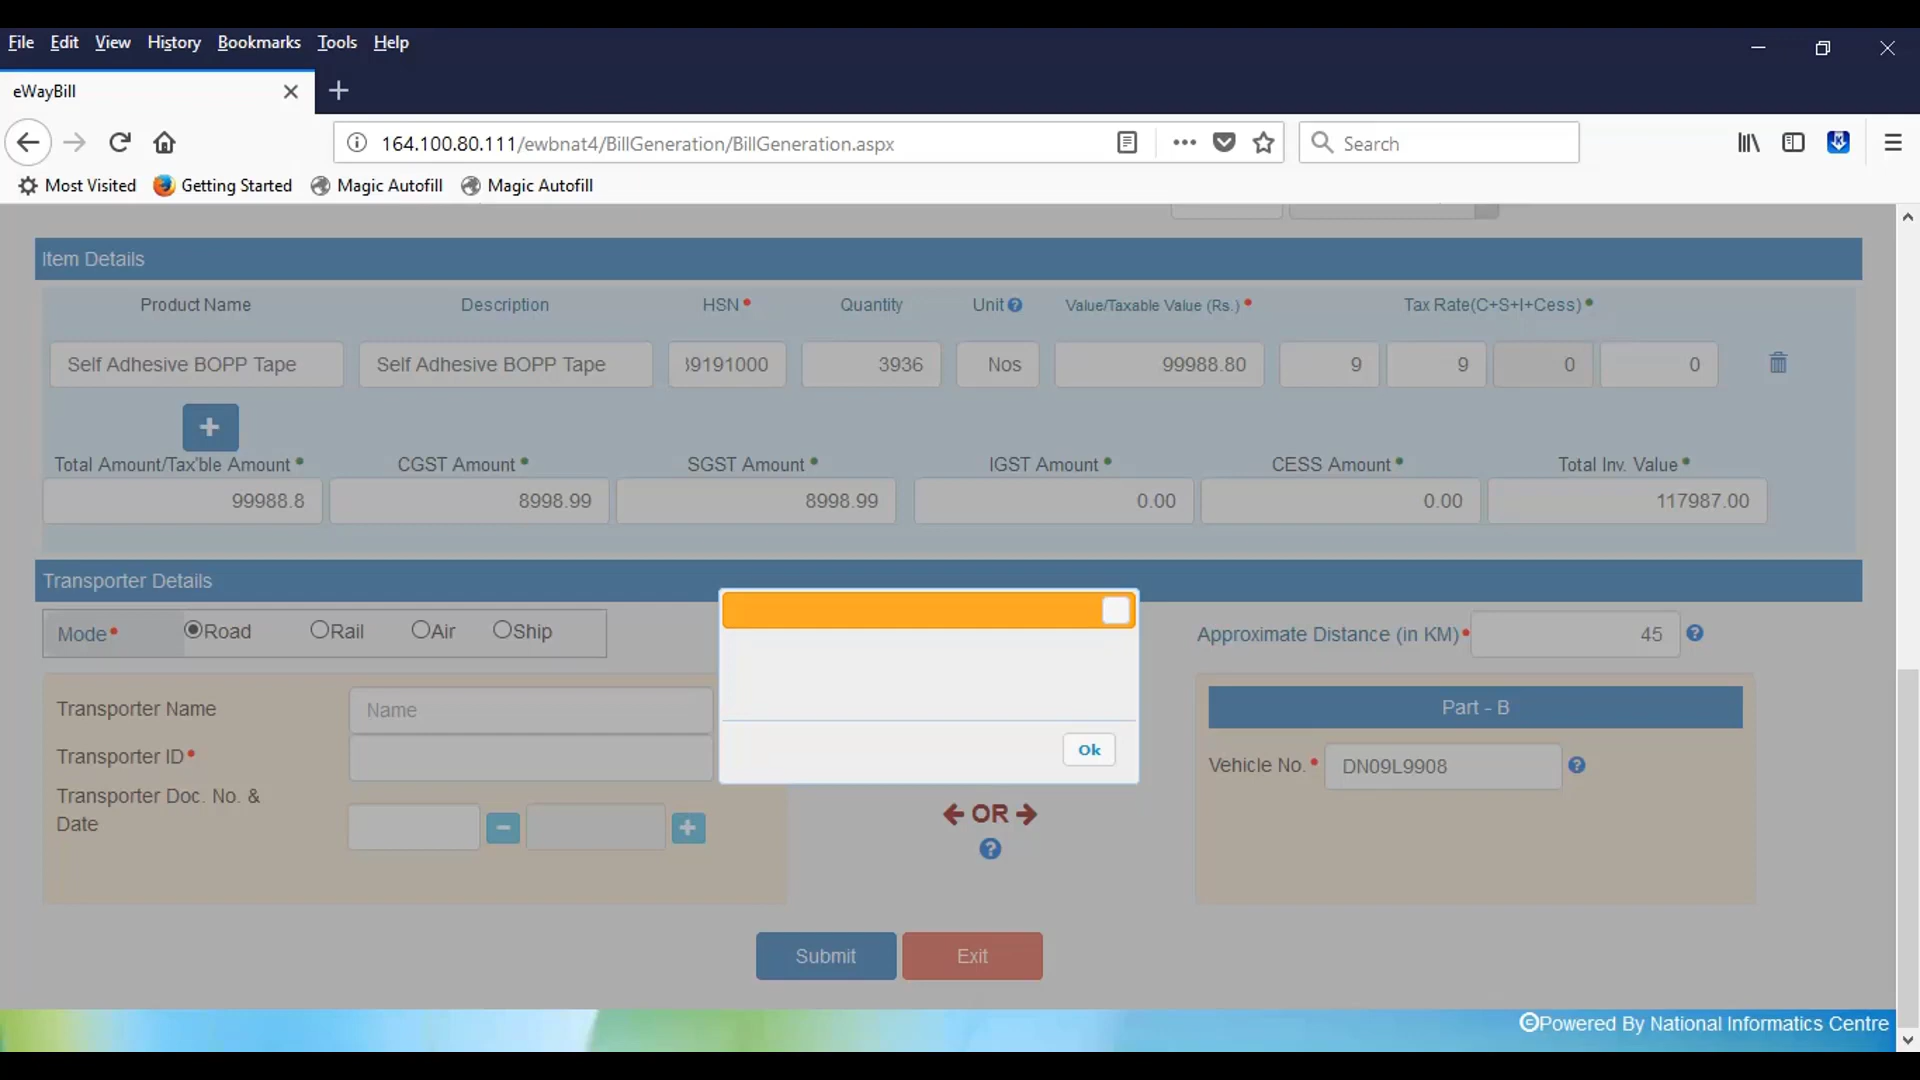 File Edit View History Bookmarks Tools Help
eWayBill
164.100.80.111/ewbnat4/BillGeneration/BillGeneration.aspx
Search
Most Visited Getting Started Magic Autofill Magic Autofill
Item Details
Product Name Description HSN Quantity Unit Value/Taxable Value (Rs.) Tax Rate(C+S+I+Cess)
Self Adhesive BOPP Tape Self Adhesive BOPP Tape 39191000 3936 Nos 99988.80 9 9 0 0
+
Total Amount/Tax'ble Amount CGST Amount SGST Amount IGST Amount CESS Amount Total Inv. Value
99988.8 8998.99 8998.99 0.00 0.00 117987.00
Transporter Details
Mode Road Rail Air Ship
Approximate Distance (in KM) 45
Transporter Name Name
Part - B
Ok
Transporter ID
Vehicle No. DN09L9908
Transporter Doc. No. &
Date
OR
Submit Exit
©Powered By National Informatics Centre